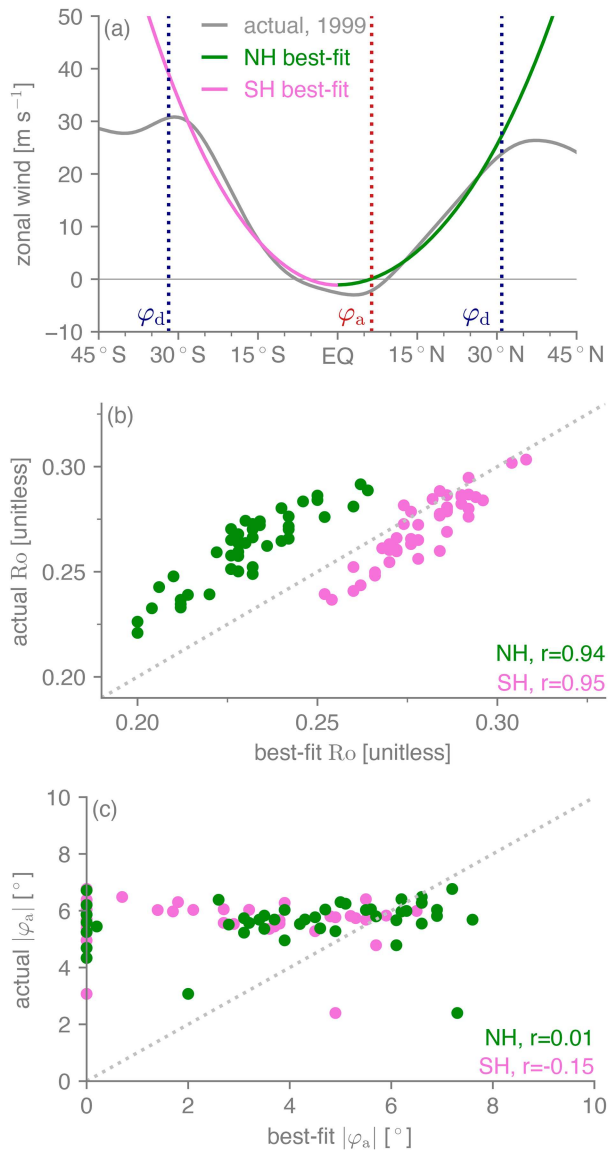 (a)
actual, 1999
NH best-fit
SH best-fit
zonal wind [m s⁻¹]
50
40
30
20
10
0
−10
φd
φa
φd
45°S
30°S
15°S
EQ
15°N
30°N
45°N
(b)
actual Ro [unitless]
0.30
0.25
0.20
NH, r=0.94
SH, r=0.95
0.20
0.25
0.30
best-fit Ro [unitless]
(c)
actual |φa| [°]
10
8
6
4
2
0
NH, r=0.01
SH, r=-0.15
0
2
4
6
8
10
best-fit |φa| [°]